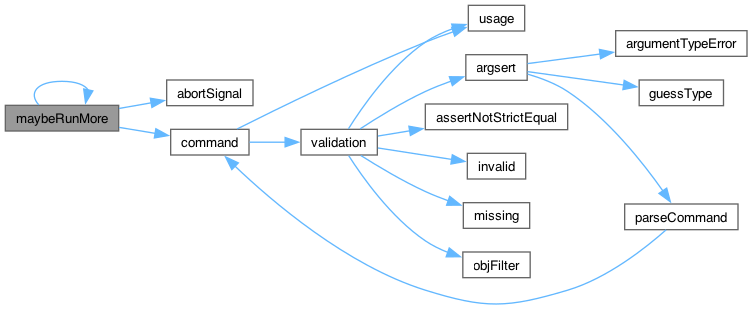 maybeRunMore
abortSignal
command
validation
usage
argsert
assertNotStrictEqual
invalid
missing
objFilter
argumentTypeError
guessType
parseCommand